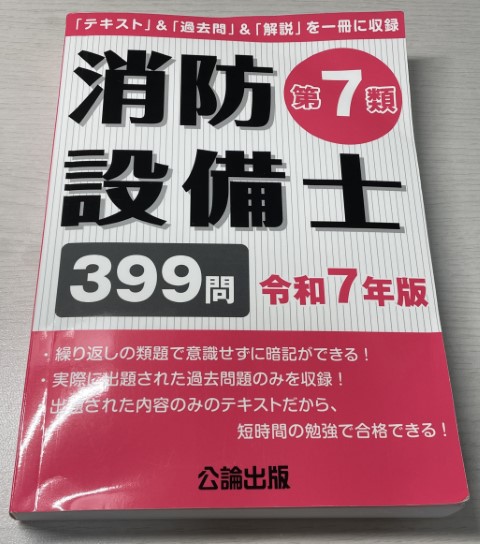 「テキスト」&「過去問」&「解説」を一冊に収録
消防
第7類
設備士
399問
令和7年版
・繰り返しの類題で意識せずに暗記ができる！
・実際に出題された過去問題のみを収録！
・出題された内容のみのテキストだから、
短時間の勉強で合格できる！
公論出版